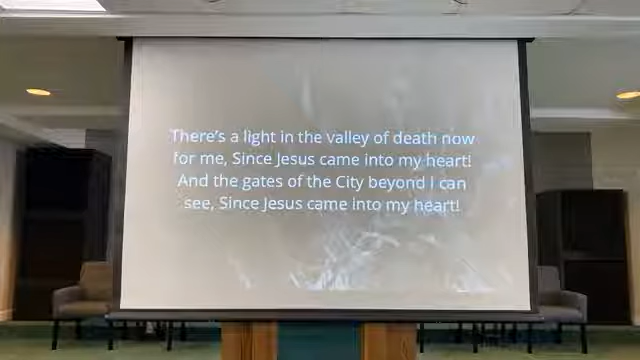 There's a light in the valley of death now
for me, Since Jesus came into my heart!
And the gates of the City beyond I can
see, Since Jesus came into my heart!